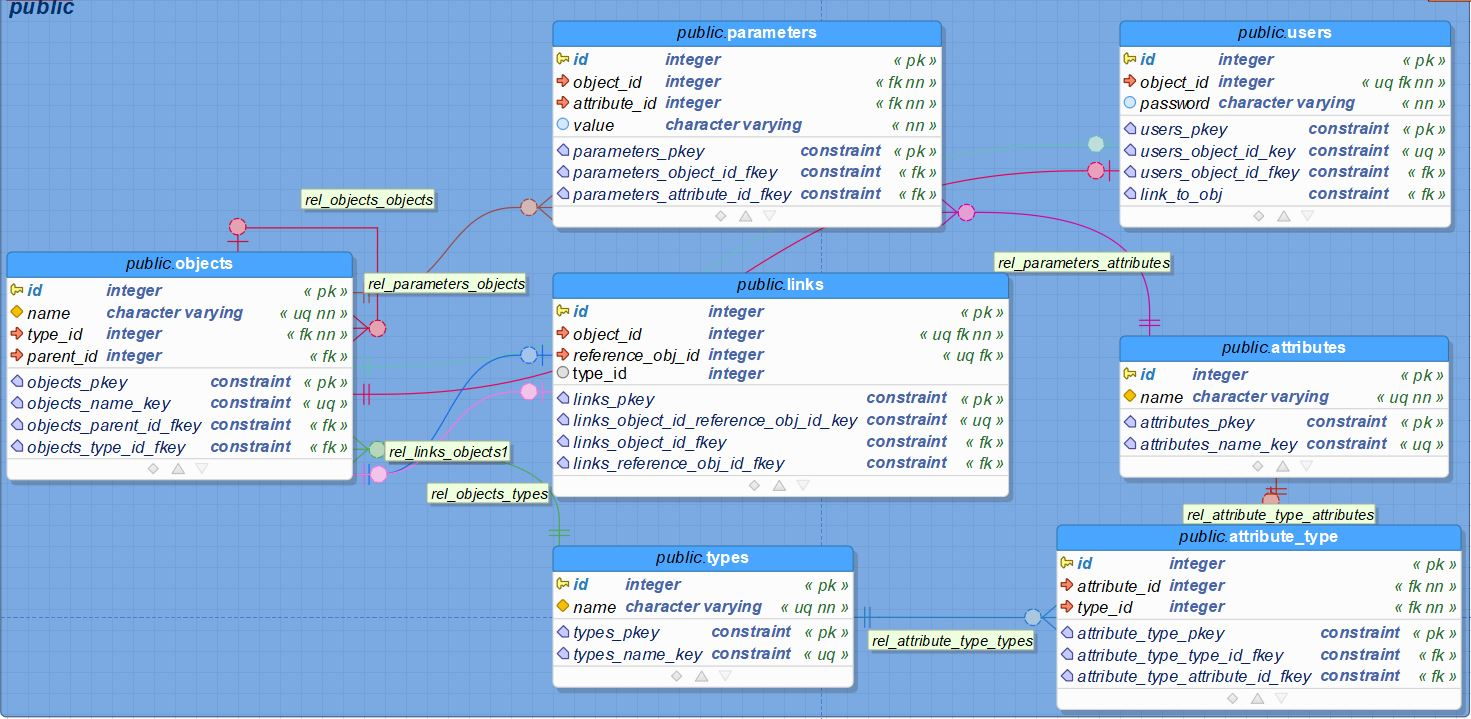 public
public.parameters
id integer « pk »
object_id integer « fk nn »
attribute_id integer « fk nn »
value character varying « nn »
parameters_pkey constraint « pk »
parameters_object_id_fkey constraint « fk »
parameters_attribute_id_fkey constraint « fk »
public.users
id integer « pk »
object_id integer « uq fk nn »
password character varying « nn »
users_pkey constraint « pk »
users_object_id_key constraint « uq »
users_object_id_fkey constraint « fk »
link_to_obj constraint « uq »
rel_objects_objects
public.objects
id integer « pk »
name character varying « uq nn »
type_id integer « fk nn »
parent_id integer « fk »
objects_pkey constraint « pk »
objects_name_key constraint « uq »
objects_parent_id_fkey constraint « fk »
objects_type_id_fkey constraint « fk »
rel_parameters_objects
rel_parameters_attributes
public.links
id integer « pk »
object_id integer « uq fk nn »
reference_obj_id integer « uq fk »
type_id integer
links_pkey constraint « pk »
links_object_id_reference_obj_id_key constraint « uq »
links_object_id_fkey constraint « fk »
links_reference_obj_id_fkey constraint « fk »
public.attributes
id integer « pk »
name character varying « uq nn »
attributes_pkey constraint « pk »
attributes_name_key constraint « uq »
rel_links_objects1
rel_objects_types
rel_attribute_type_attributes
public.types
id integer « pk »
name character varying « uq nn »
types_pkey constraint « pk »
types_name_key constraint « uq »
rel_attribute_type_types
public.attribute_type
id integer « pk »
attribute_id integer « fk nn »
type_id integer « fk nn »
attribute_type_pkey constraint « pk »
attribute_type_type_id_fkey constraint « fk »
attribute_type_attribute_id_fkey constraint « fk »